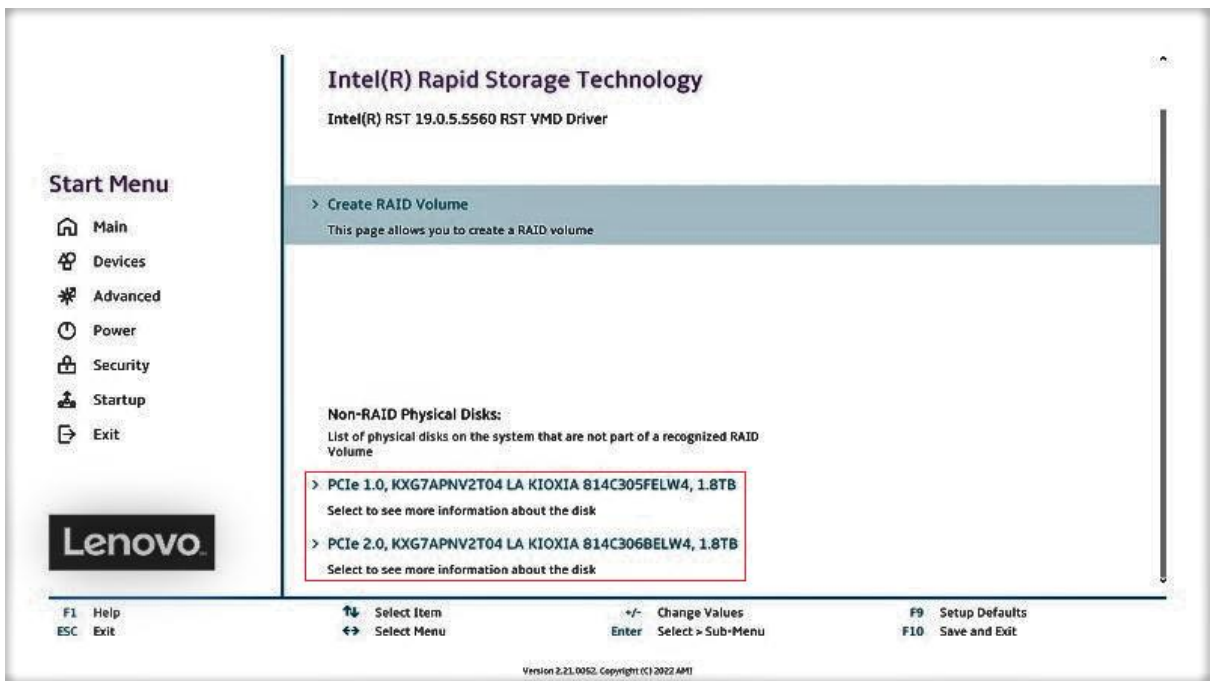 Intel(R) Rapid Storage Technology
Intel(R) RST 19.0.5.5560 RST VMD Driver
Start Menu
Main
Devices
Advanced
Power
Security
Startup
Exit
> Create RAID Volume
This page allows you to create a RAID volume
Non-RAID Physical Disks:
List of physical disks on the system that are not part of a recognized RAID
Volume
> PCIe 1.0, KXG7APNV2T04 LA KIOXIA 814C305FELW4, 1.8TB
Select to see more information about the disk
> PCIe 2.0, KXG7APNV2T04 LA KIOXIA 814C306BELW4, 1.8TB
Select to see more information about the disk
Lenovo
F1 Help
ESC Exit
↑↓ Select Item
↔ Select Menu
+/- Change Values
Enter Select > Sub-Menu
F9 Setup Defaults
F10 Save and Exit
Version 2.21.0052. Copyright (C) 2022 AMI